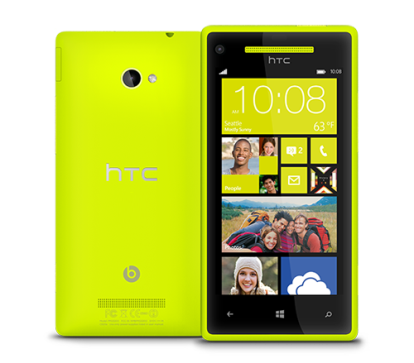 hTC
10:08
10:08
Seattle
Mostly Sunny
63 °F
2
People
hTC
b